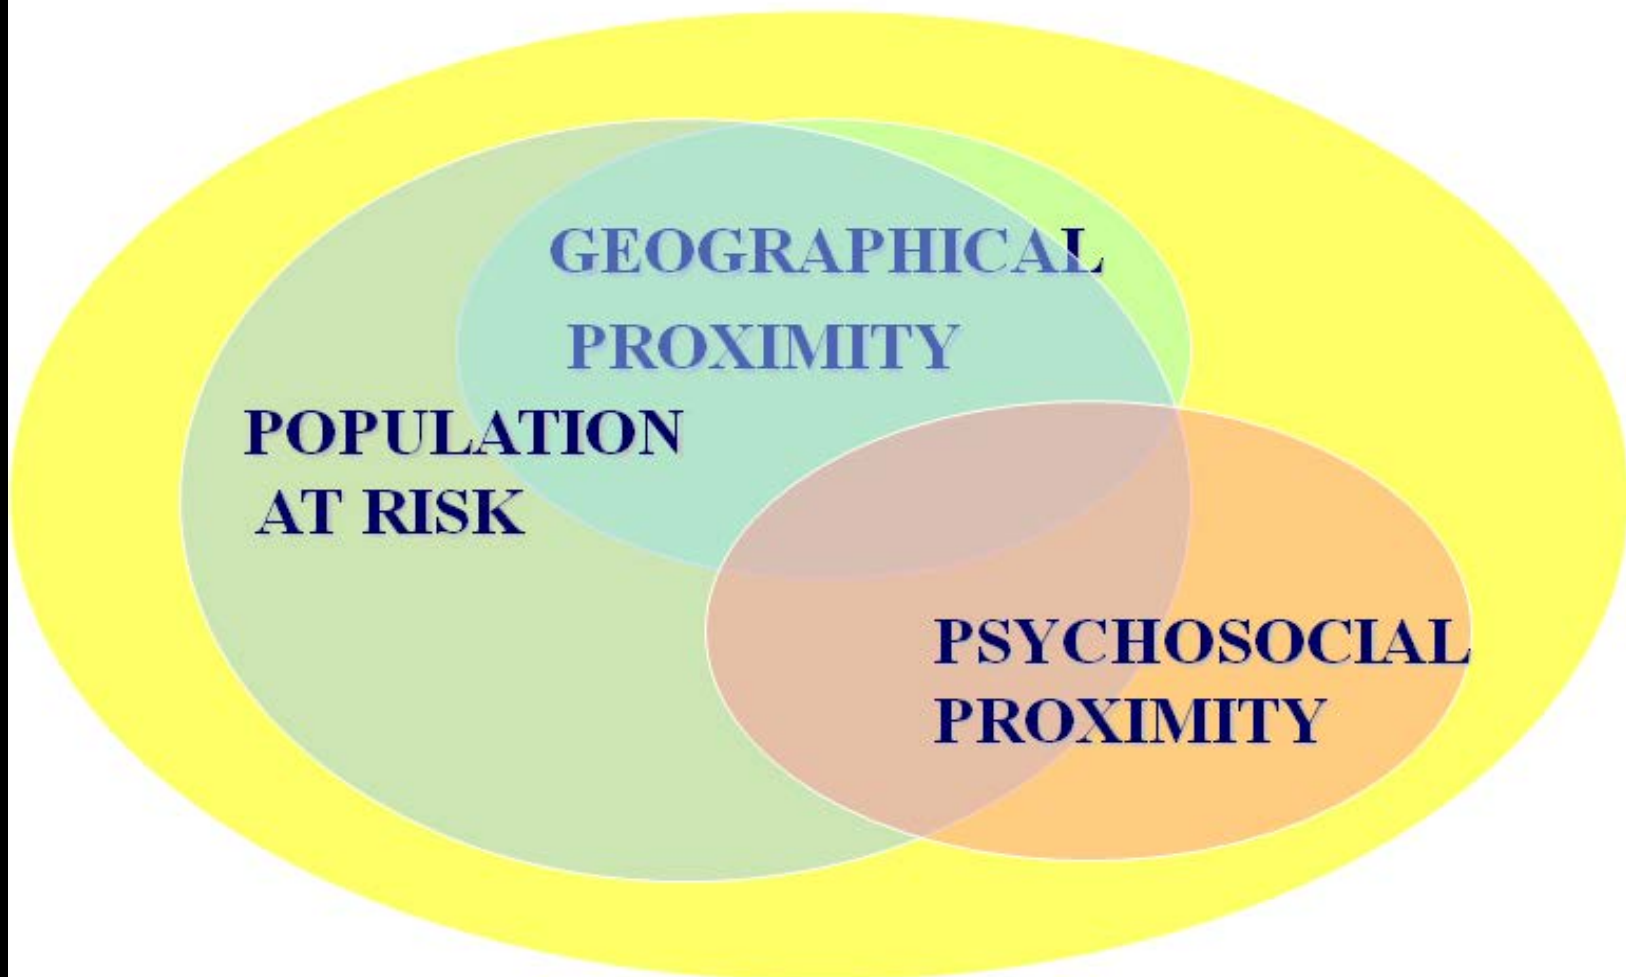 GEOGRAPHICAL
PROXIMITY
POPULATION
AT RISK
PSYCHOSOCIAL
PROXIMITY